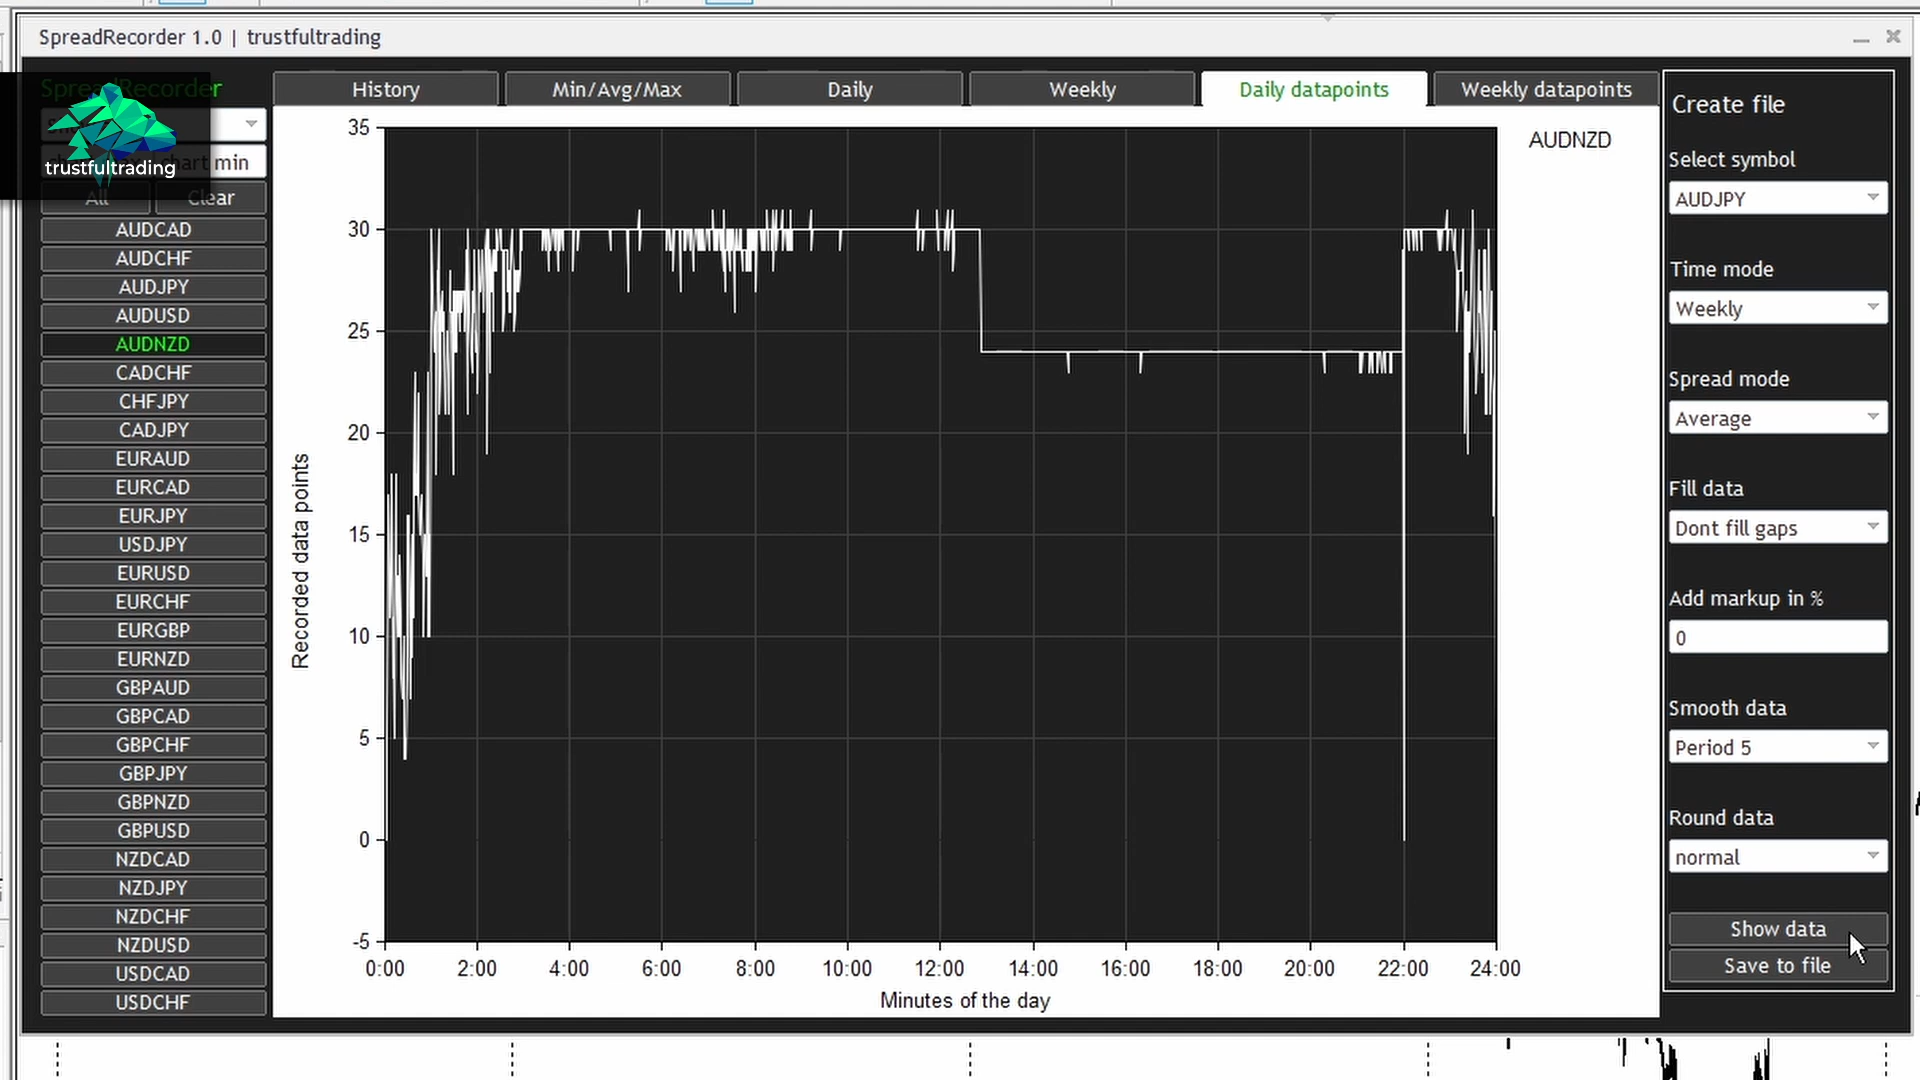 SpreadRecorder 1.0 | trustfultrading
SpreadRecorder
trustfultrading
chart min
All
Clear
AUDCAD
AUDCHF
AUDJPY
AUDUSD
AUDNZD
CADCHF
CHFJPY
CADJPY
EURAUD
EURCAD
EURJPY
USDJPY
EURUSD
EURCHF
EURGBP
EURNZD
GBPAUD
GBPCAD
GBPCHF
GBPJPY
GBPNZD
GBPUSD
NZDCAD
NZDJPY
NZDCHF
NZDUSD
USDCAD
USDCHF
History
Min/Avg/Max
Daily
Weekly
Daily datapoints
Weekly datapoints
35
30
25
20
15
10
5
0
-5
Recorded data points
0:00 2:00 4:00 6:00 8:00 10:00 12:00 14:00 16:00 18:00 20:00 22:00 24:00
Minutes of the day
AUDNZD
Create file
Select symbol
AUDJPY
Time mode
Weekly
Spread mode
Average
Fill data
Dont fill gaps
Add markup in %
0
Smooth data
Period 5
Round data
normal
Show data
Save to file